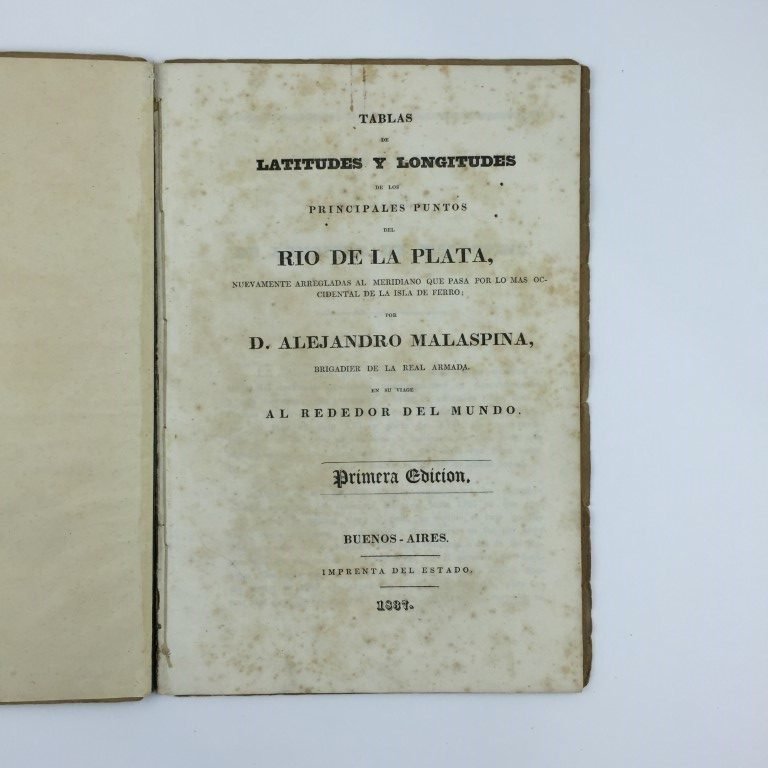 TABLAS
DE
LATITUDES Y LONGITUDES
DE LOS
PRINCIPALES PUNTOS
DEL
RIO DE LA PLATA,
NUEVAMENTE ARREGLADAS AL MERIDIANO QUE PASA POR LO MAS OC-
CIDENTAL DE LA ISLA DE FERRO;
POR
D. ALEJANDRO MALASPINA,
BRIGADIER DE LA REAL ARMADA.
EN SU VIAGE
AL REDEDOR DEL MUNDO.
Primera Edicion.
BUENOS-AIRES.
IMPRENTA DEL ESTADO.
1837.